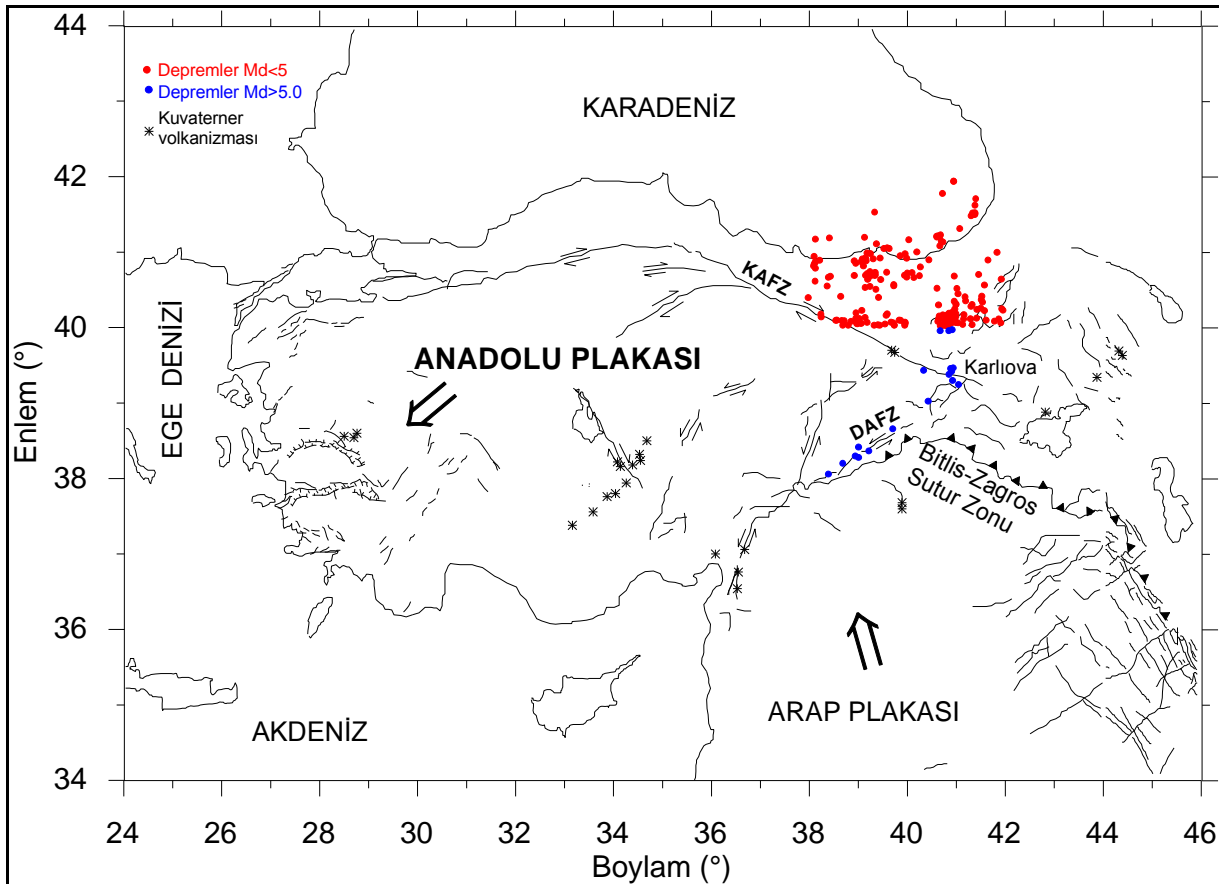 Depremler Md<5
Depremler Md>5.0
Kuvaterner
volkanizması
KARADENİZ
KAFZ
EGE DENİZİ
ANADOLU PLAKASI
Karlıova
DAFZ
Bitlis-Zagros
Sutur Zonu
ARAP PLAKASI
AKDENİZ
Enlem (°)
44
42
40
38
36
34
24 26 28 30 32 34 36 38 40 42 44 46
Boylam (°)